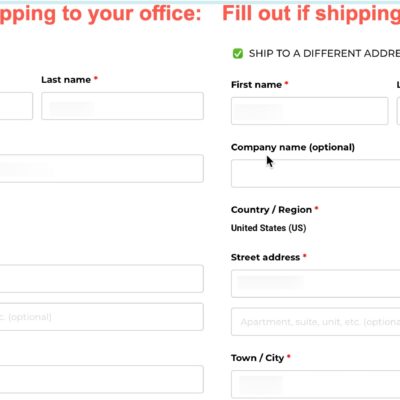 pping to your office:
Last name *
c. (optional)
Fill out if shipping
SHIP TO A DIFFERENT ADDRE
First name *
L
Company name (optional)
Country / Region *
United States (US)
Street address *
Apartment, suite, unit, etc. (optiona
Town / City *